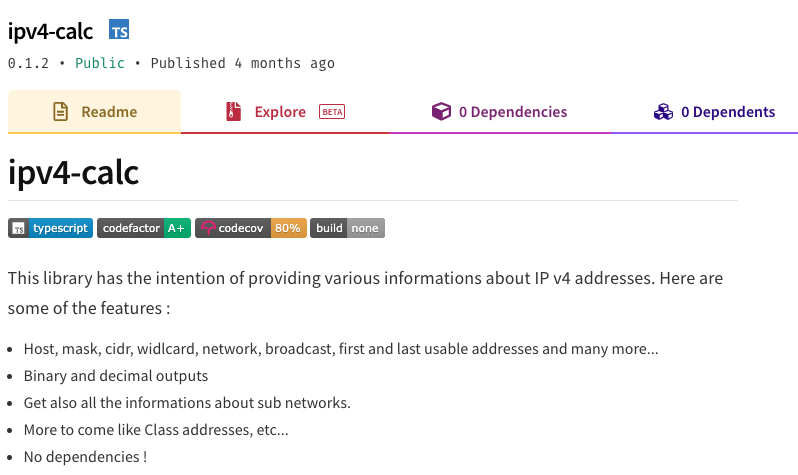 ipv4-calc TS
0.1.2 • Public • Published 4 months ago
Readme Explore BETA 0 Dependencies 0 Dependents
ipv4-calc
TS typescript codefactor A+ codecov 80% build none
This library has the intention of providing various informations about IP v4 addresses. Here are
some of the features :
• Host, mask, cidr, widlcard, network, broadcast, first and last usable addresses and many more...
• Binary and decimal outputs
• Get also all the informations about sub networks.
• More to come like Class addresses, etc...
• No dependencies !